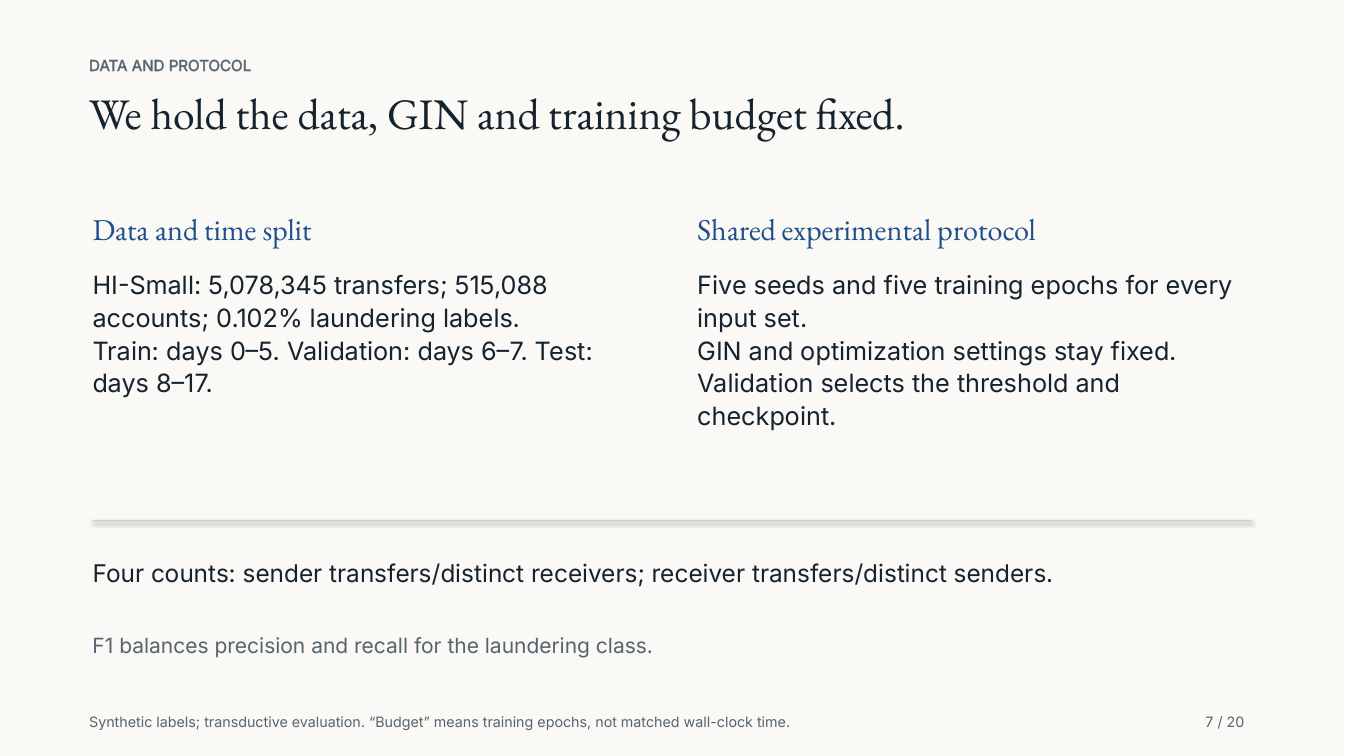 DATA AND PROTOCOL
We hold the data, GIN and training budget fixed.
Data and time split
HI-Small: 5,078,345 transfers; 515,088
accounts; 0.102% laundering labels.
Train: days 0–5. Validation: days 6–7. Test:
days 8–17.
Shared experimental protocol
Five seeds and five training epochs for every
input set.
GIN and optimization settings stay fixed.
Validation selects the threshold and
checkpoint.
Four counts: sender transfers/distinct receivers; receiver transfers/distinct senders.
F1 balances precision and recall for the laundering class.
Synthetic labels; transductive evaluation. “Budget” means training epochs, not matched wall-clock time.
7 / 20